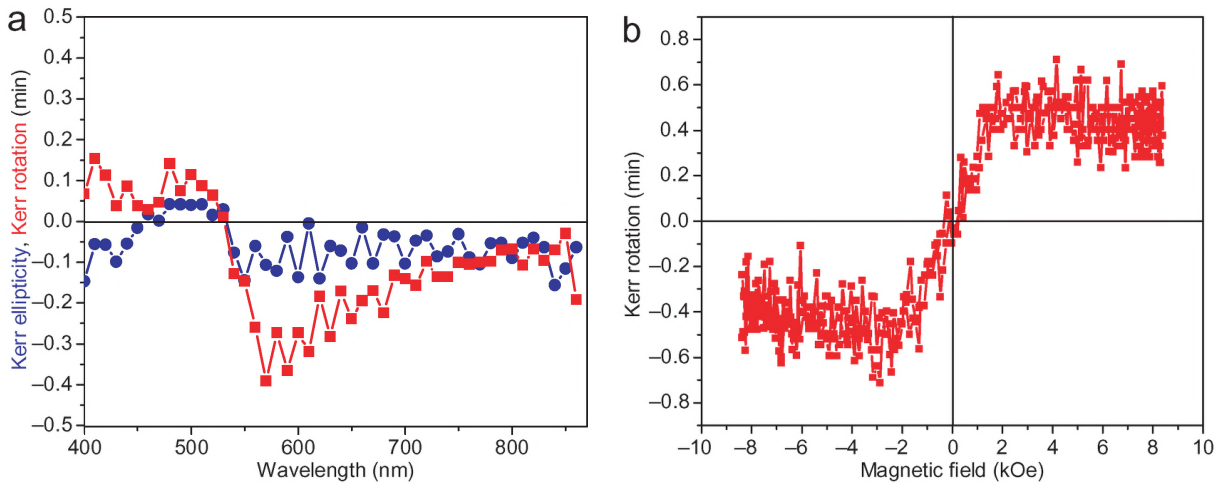 a
0.5
0.4
0.3
0.2
0.1
0.0
–0.1
–0.2
–0.3
–0.4
–0.5
Kerr ellipticity, Kerr rotation (min)
400 500 600 700 800
Wavelength (nm)
b
0.8
0.6
0.4
0.2
0.0
–0.2
–0.4
–0.6
–0.8
Kerr rotation (min)
–10 –8 –6 –4 –2 0 2 4 6 8 10
Magnetic field (kOe)